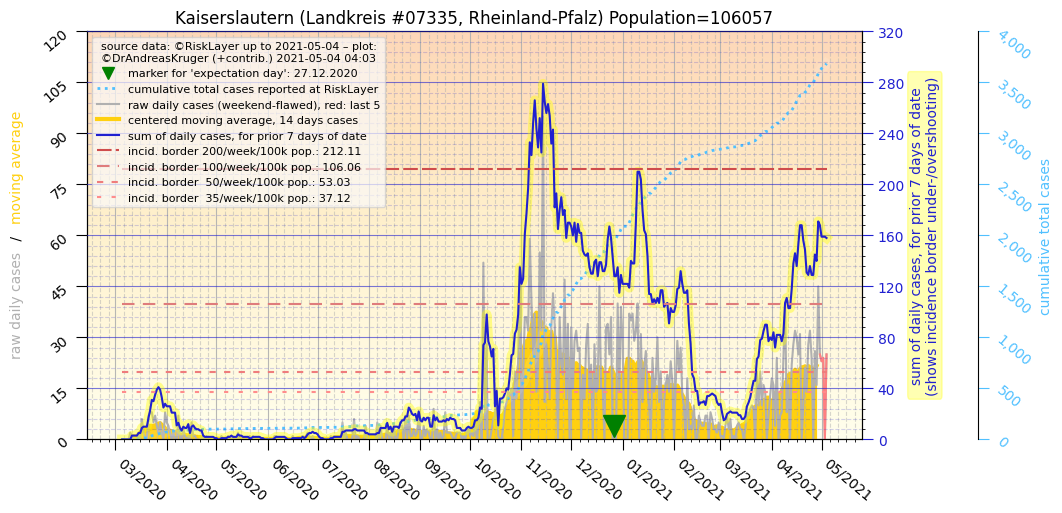 Kaiserslautern (Landkreis #07335, Rheinland-Pfalz) Population=106057
source data: ©RiskLayer up to 2021-05-04 – plot:
©DrAndreasKruger (+contrib.) 2021-05-04 04:03
marker for 'expectation day': 27.12.2020
cumulative total cases reported at RiskLayer
raw daily cases (weekend-flawed), red: last 5
centered moving average, 14 days cases
sum of daily cases, for prior 7 days of date
incid. border 200/week/100k pop.: 212.11
incid. border 100/week/100k pop.: 106.06
incid. border 50/week/100k pop.: 53.03
incid. border 35/week/100k pop.: 37.12
raw daily cases / moving average
120
105
90
75
60
45
30
15
0
03/2020
04/2020
05/2020
06/2020
07/2020
08/2020
09/2020
10/2020
11/2020
12/2020
01/2021
02/2021
03/2021
04/2021
05/2021
320
280
240
200
160
120
80
40
0
sum of daily cases, for prior 7 days of date
(shows incidence border under-/overshooting)
4,000
3,500
3,000
2,500
2,000
1,500
1,000
500
0
cumulative total cases